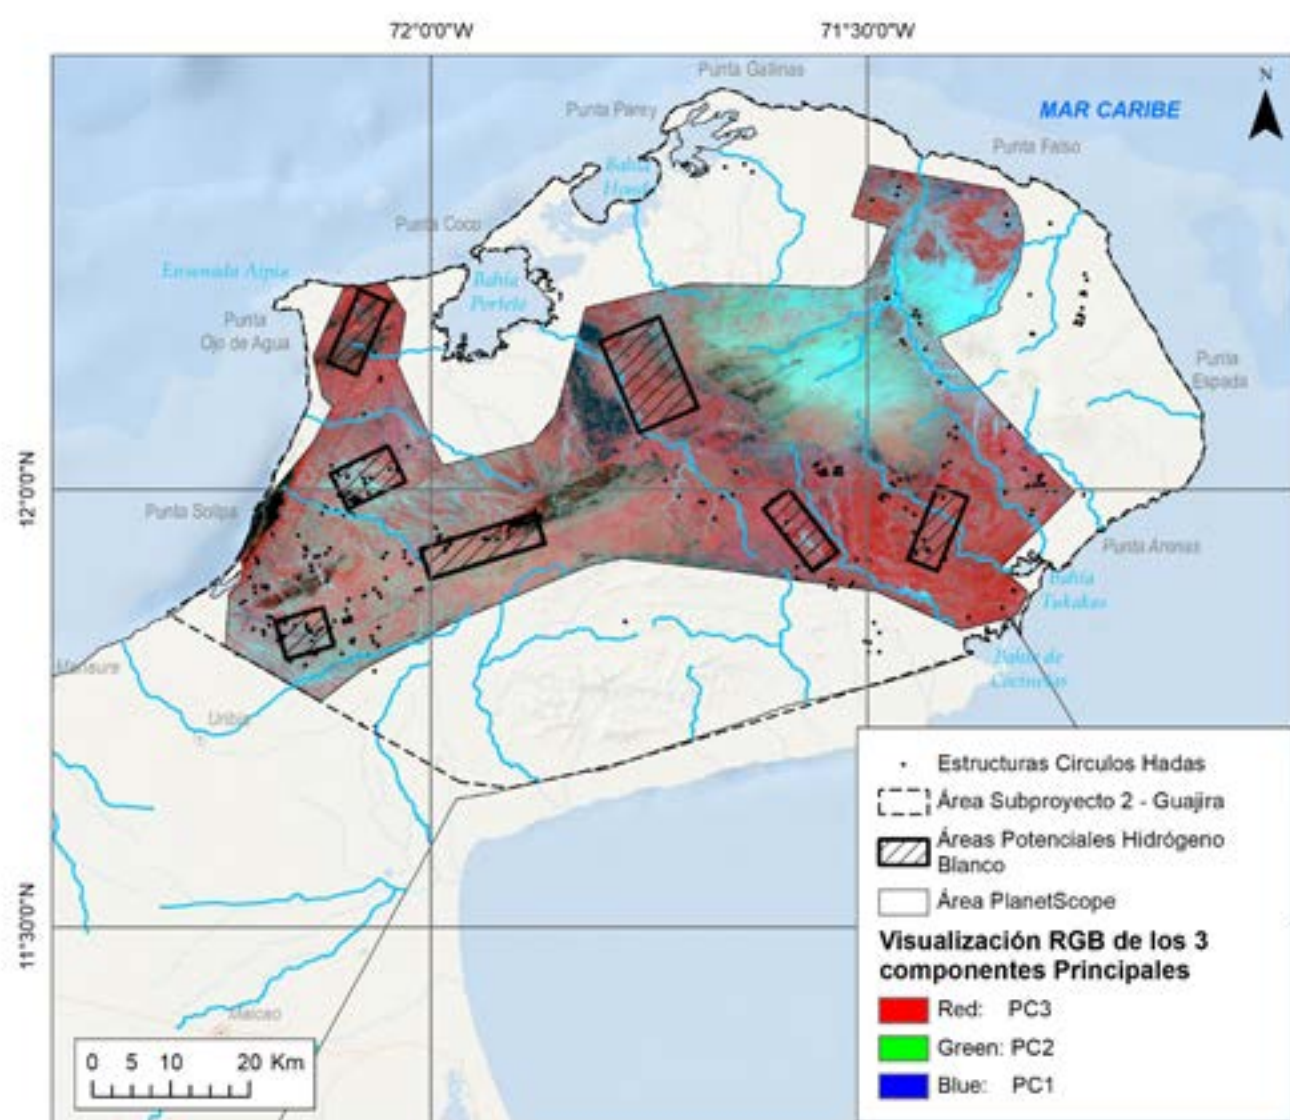 72°0'0"W
71°30'0"W
Punta Gallinas
N
Punta Parey
MAR CARIBE
Punta Falso
Bahía
Honda
Punta Coco
Ensenada Aipia
Bahía
Portete
Punta
Ojo de Agua
Punta
Espada
12°0'0"N
Punta Solipa
Punta Arenas
Bahía
Tukakas
Bahía de
Cocinetas
Manaure
Uribia
Estructuras Circulos Hadas
Área Subproyecto 2 - Guajira
Áreas Potenciales Hidrógeno
Blanco
Área PlanetScope
11°30'0"N
Visualización RGB de los 3
componentes Principales
Red: PC3
Maicao
Green: PC2
0 5 10 20 Km
Blue: PC1